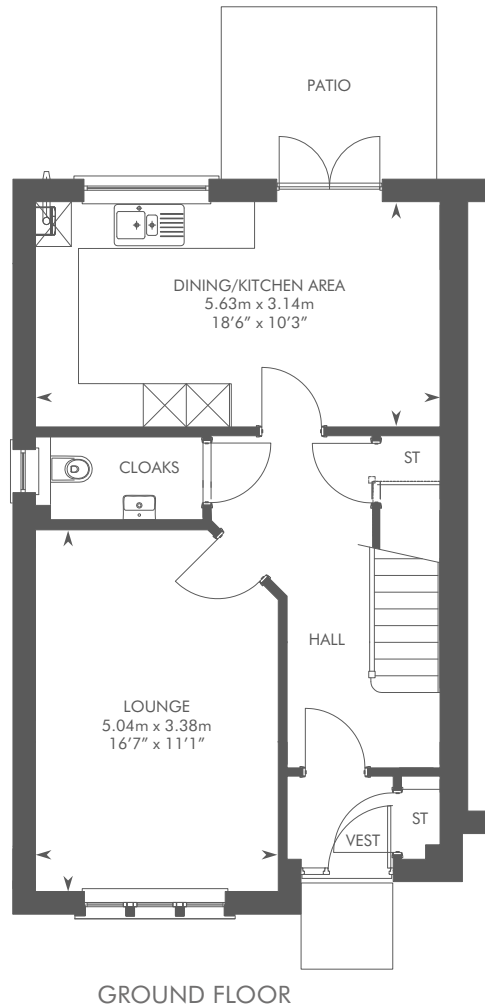 PATIO
DINING/KITCHEN AREA
5.63m x 3.14m
18’6” x 10’3”
CLOAKS
ST
HALL
LOUNGE
5.04m x 3.38m
16’7” x 11’1”
VEST
ST
GROUND FLOOR